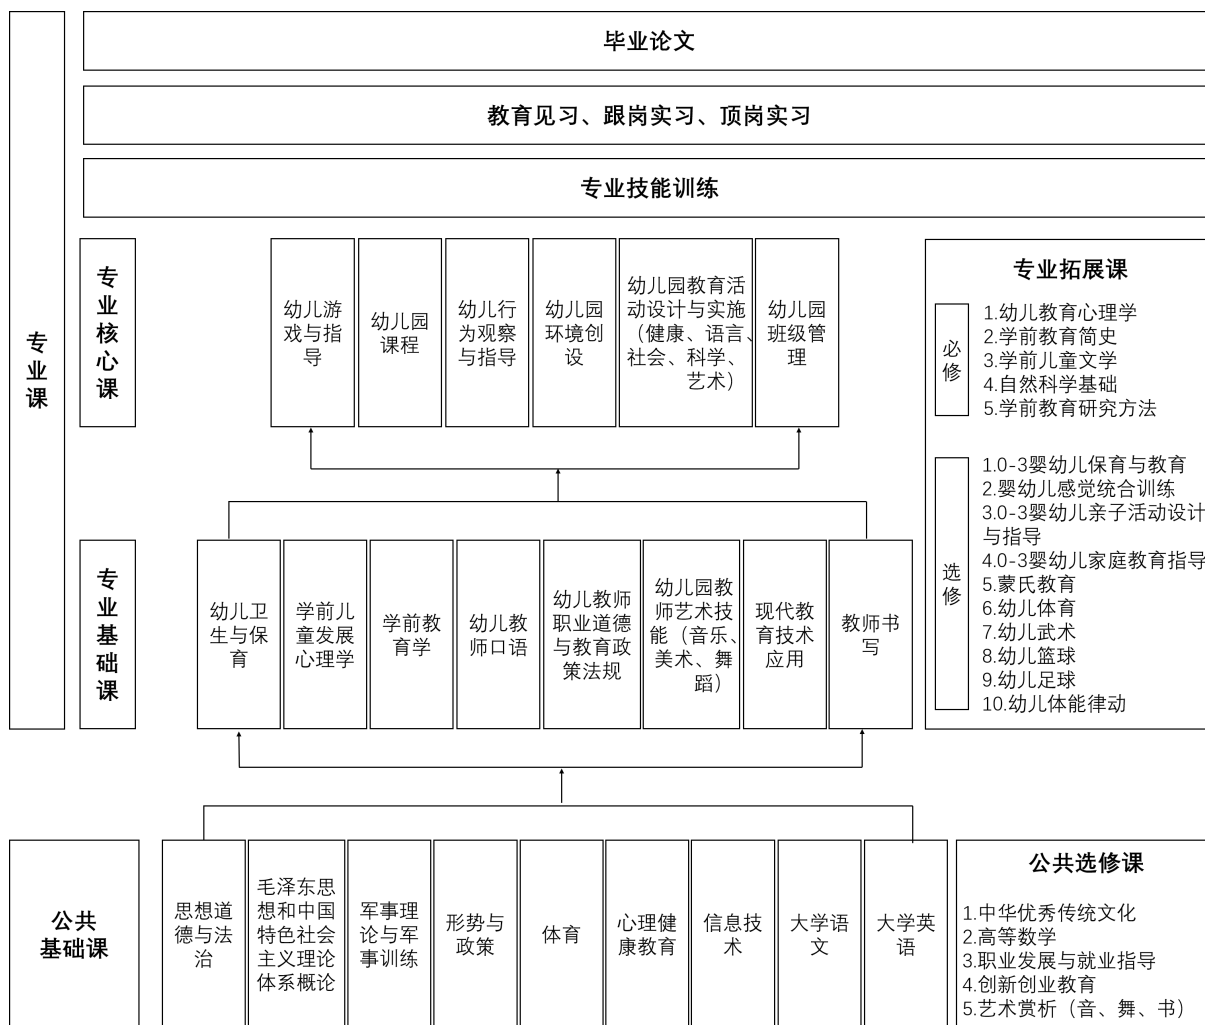 毕业论文
教育见习、跟岗实习、顶岗实习
专业技能训练
专
业
课
专
业
核
心
课
幼儿游
戏与指
导
幼儿园
课程
幼儿行
为观察
与指导
幼儿园
环境创
设
幼儿园教育活
动设计与实施
（健康、语言、
社会、科学、
艺术）
幼儿园
班级管
理
专业拓展课
必
修
1.幼儿教育心理学
2.学前教育简史
3.学前儿童文学
4.自然科学基础
5.学前教育研究方法
选
修
1.0-3婴幼儿保育与教育
2.婴幼儿感觉统合训练
3.0-3婴幼儿亲子活动设计
与指导
4.0-3婴幼儿家庭教育指导
5.蒙氏教育
6.幼儿体育
7.幼儿武术
8.幼儿篮球
9.幼儿足球
10.幼儿体能律动
专
业
基
础
课
幼儿卫
生与保
育
学前儿
童发展
心理学
学前教
育学
幼儿教
师口语
幼儿教师
职业道德
与教育政
策法规
幼儿园教
师艺术技
能（音乐、
美术、舞
蹈）
现代教
育技术
应用
教师书
写
公共
基础课
思想道
德与法
治
毛泽东思
想和中国
特色社会
主义理论
体系概论
军事理
论与军
事训练
形势与
政策
体育
心理健
康教育
信息技
术
大学语
文
大学英
语
公共选修课
1.中华优秀传统文化
2.高等数学
3.职业发展与就业指导
4.创新创业教育
5.艺术赏析（音、舞、书）